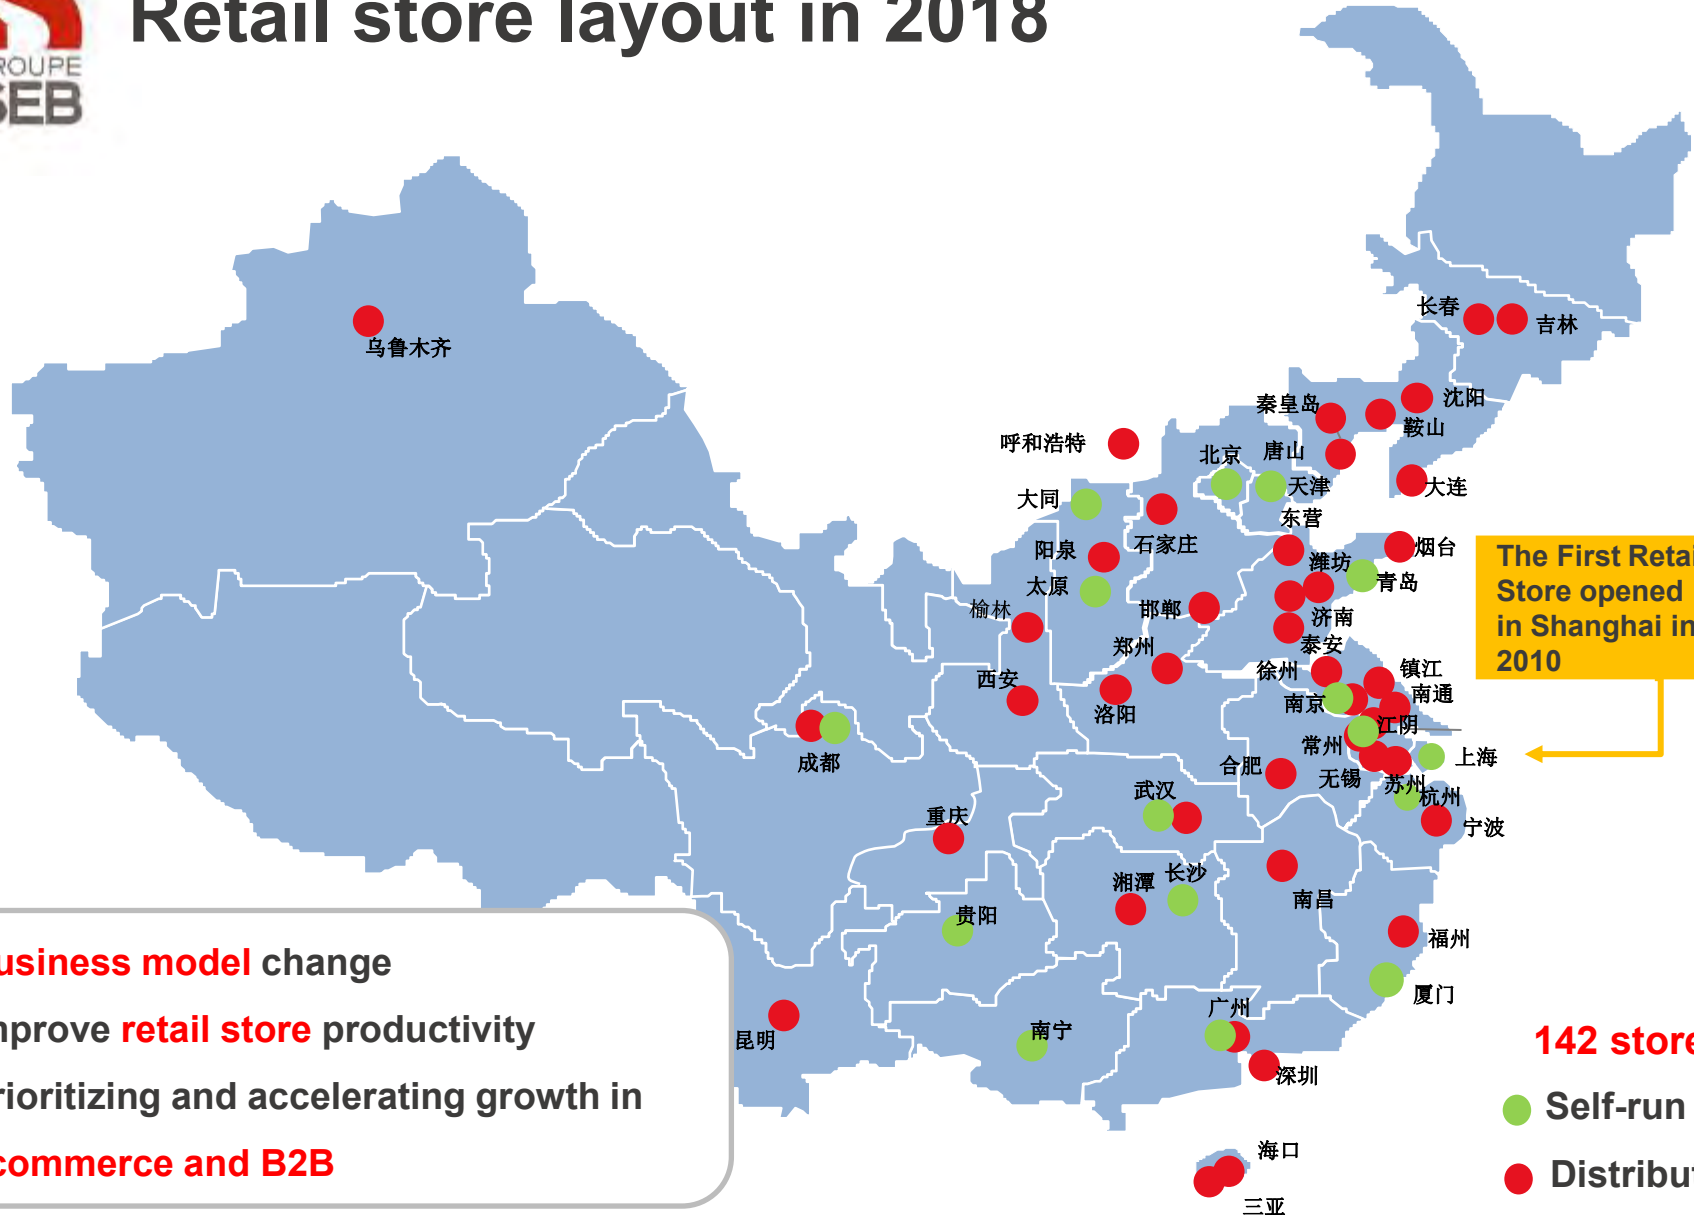 Retail store layout in 2018
ROUPE
SEB
长春
吉林
乌鲁木齐
沈阳
秦皇岛
鞍山
呼和浩特
北京
唐山
天津
大连
大同
东营
阳泉
石家庄
烟台
潍坊
青岛
太原
榆林
邯郸
济南
泰安
郑州
徐州
镇江
西安
南京
南通
洛阳
江阴
常州
成都
合肥
无锡
上海
苏州
武汉
杭州
重庆
宁波
湘潭
长沙
南昌
贵阳
福州
厦门
广州
昆明
南宁
深圳
海口
三亚
The First Retai
Store opened
in Shanghai in
2010
usiness model change
mprove retail store productivity
rioritizing and accelerating growth in
commerce and B2B
142 store
Self-run
Distribut